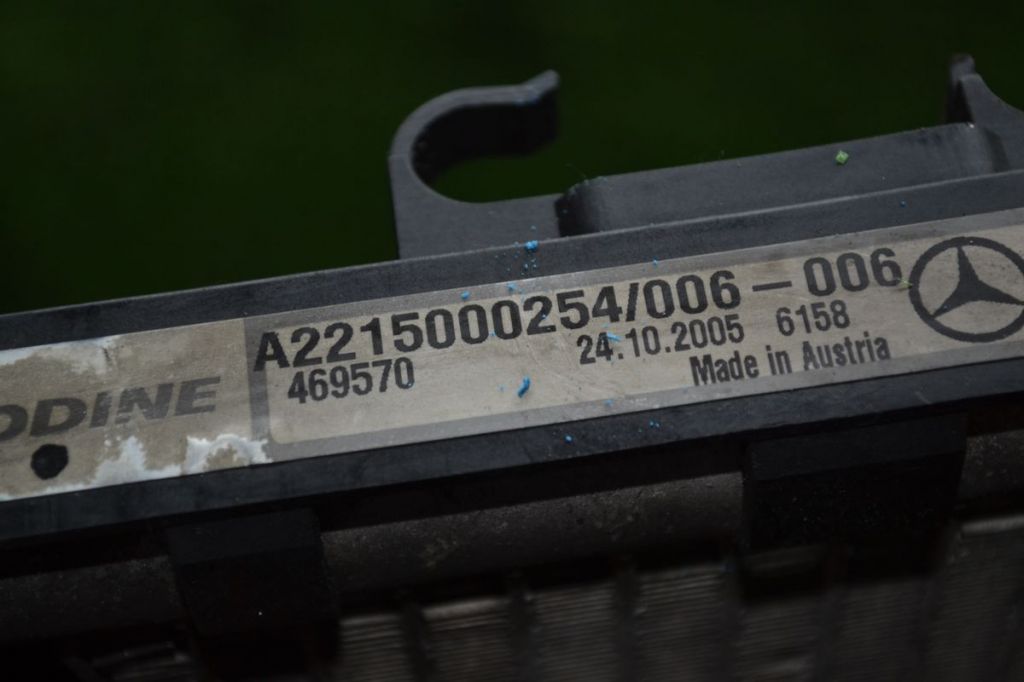 ODINE
A2215000254/006 – 006
469570
24.10.2005 6158
Made in Austria